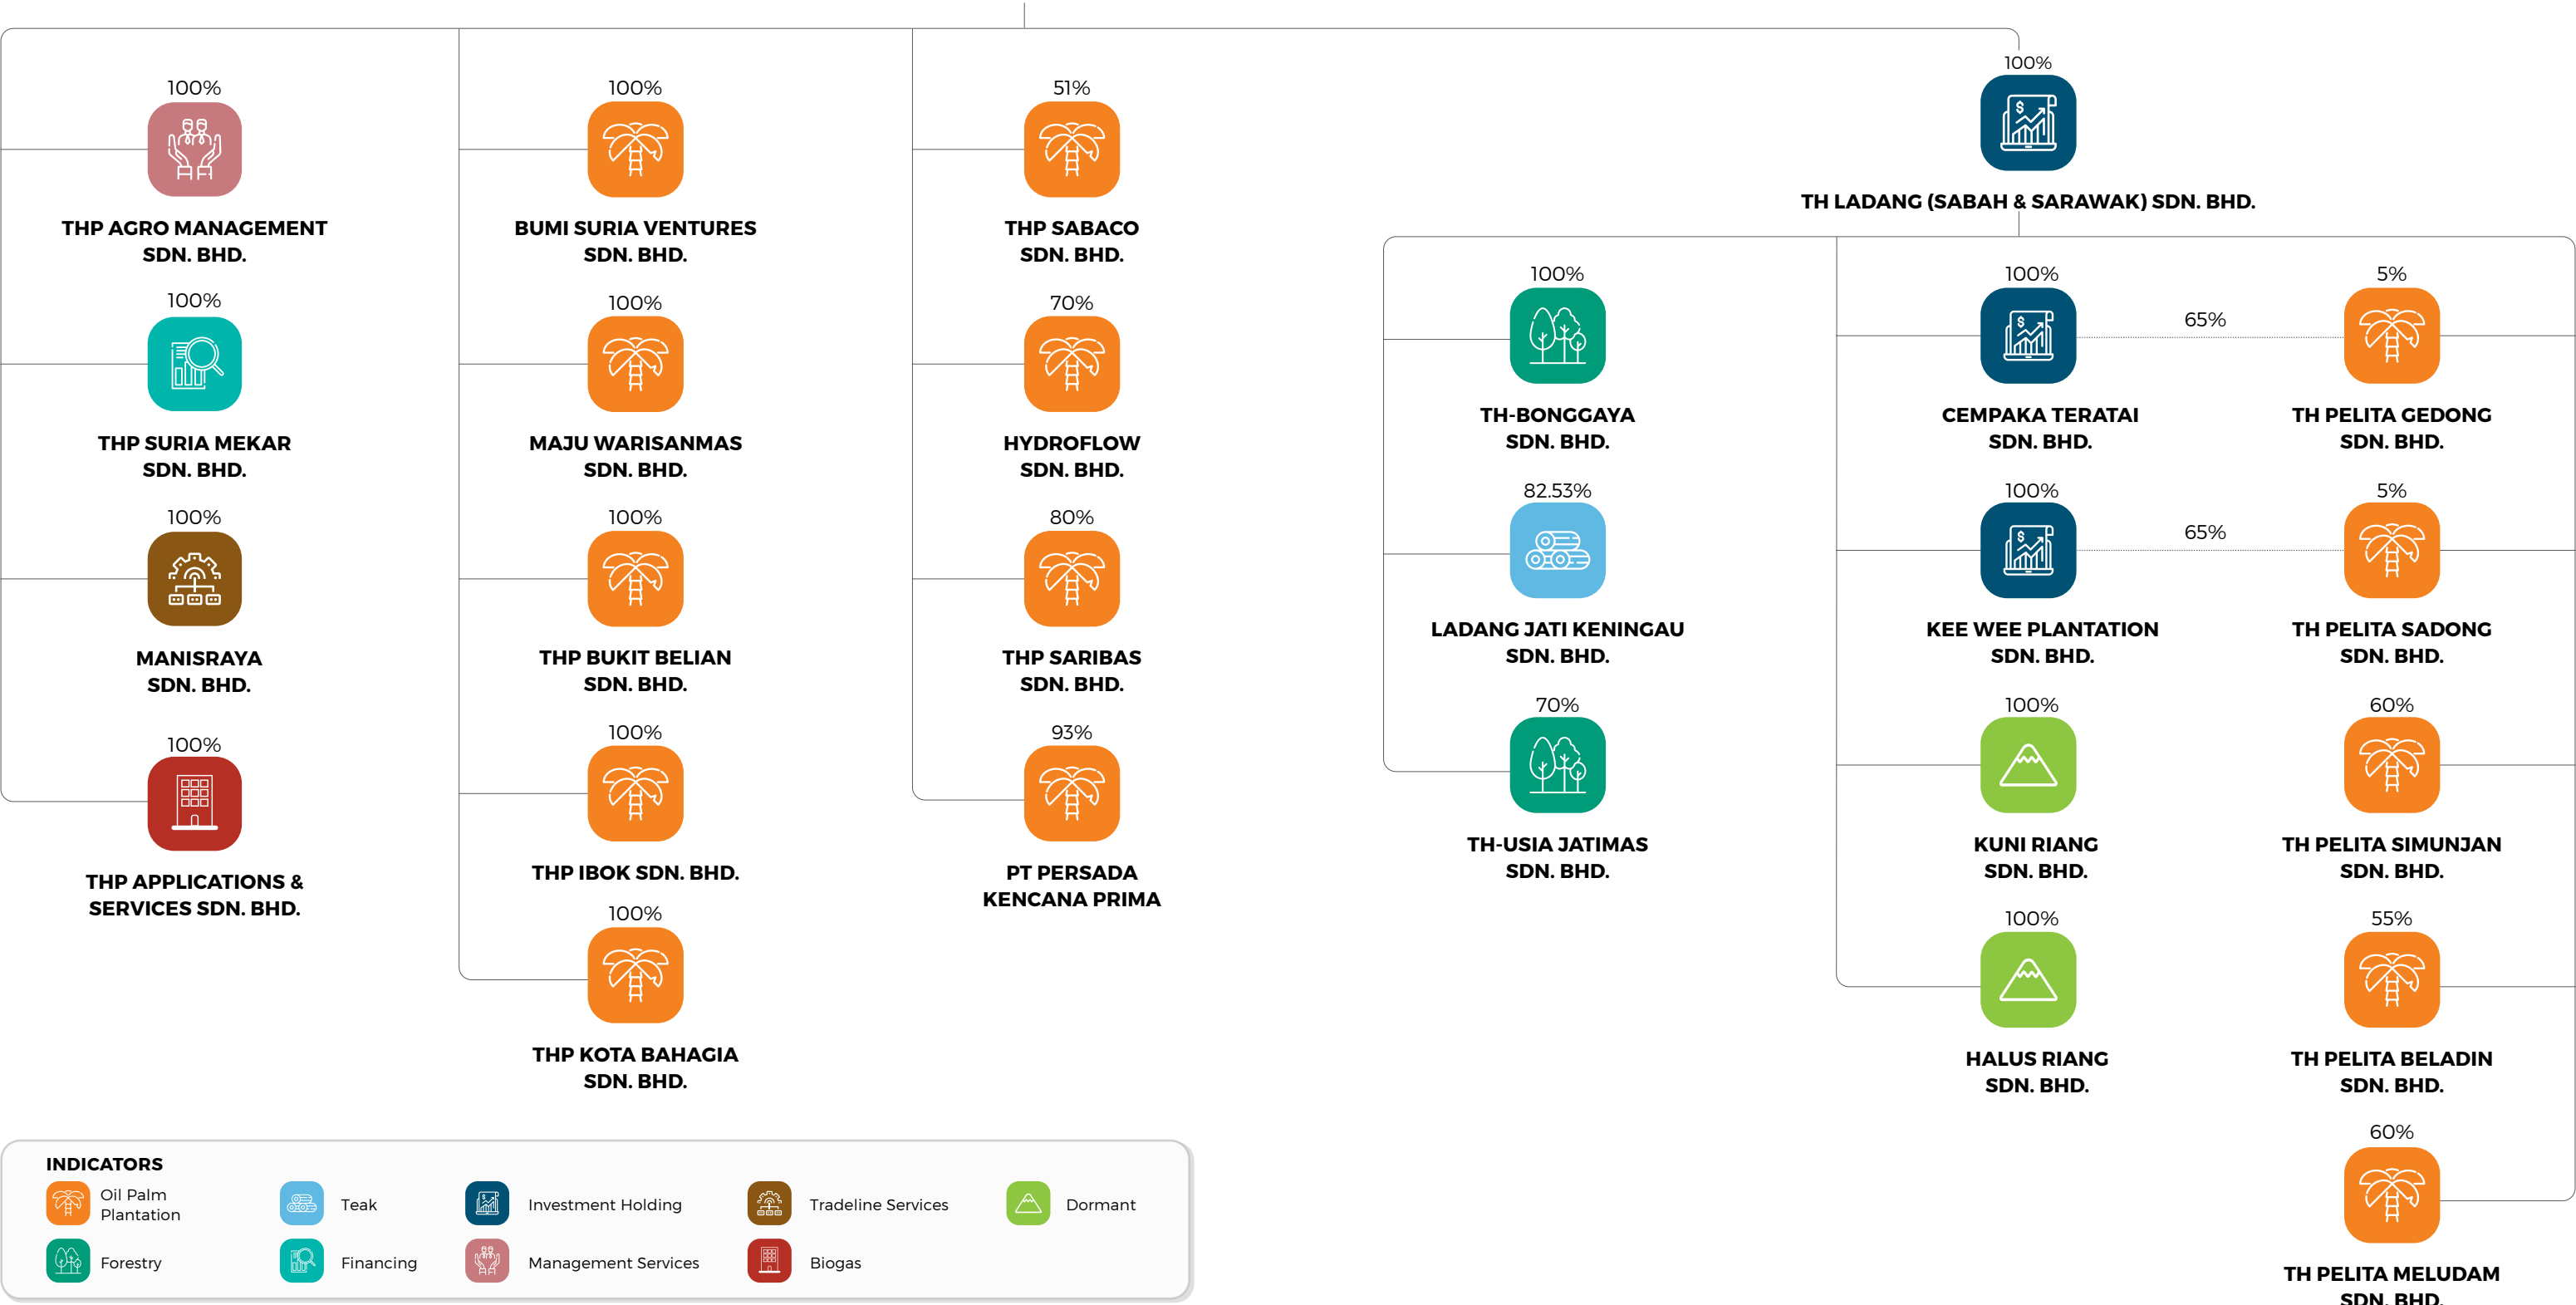 100%
THP AGRO MANAGEMENT
SDN. BHD.
100%
THP SURIA MEKAR
SDN. BHD.
100%
MANISRAYA
SDN. BHD.
100%
THP APPLICATIONS &
SERVICES SDN. BHD.
100%
BUMI SURIA VENTURES
SDN. BHD.
100%
MAJU WARISANMAS
SDN. BHD.
100%
THP BUKIT BELIAN
SDN. BHD.
100%
THP IBOK SDN. BHD.
100%
THP KOTA BAHAGIA
SDN. BHD.
51%
THP SABACO
SDN. BHD.
70%
HYDROFLOW
SDN. BHD.
80%
THP SARIBAS
SDN. BHD.
93%
PT PERSADA
KENCANA PRIMA
100%
TH LADANG (SABAH & SARAWAK) SDN. BHD.
100%
TH-BONGGAYA
SDN. BHD.
82.53%
LADANG JATI KENINGAU
SDN. BHD.
70%
TH-USIA JATIMAS
SDN. BHD.
100%
CEMPAKA TERATAI
SDN. BHD.
65%
100%
KEE WEE PLANTATION
SDN. BHD.
65%
100%
KUNI RIANG
SDN. BHD.
100%
HALUS RIANG
SDN. BHD.
5%
TH PELITA GEDONG
SDN. BHD.
5%
TH PELITA SADONG
SDN. BHD.
60%
TH PELITA SIMUNJAN
SDN. BHD.
55%
TH PELITA BELADIN
SDN. BHD.
60%
TH PELITA MELUDAM
SDN. BHD.
INDICATORS
Oil Palm
Plantation
Teak
Investment Holding
Tradeline Services
Dormant
Forestry
Financing
Management Services
Biogas